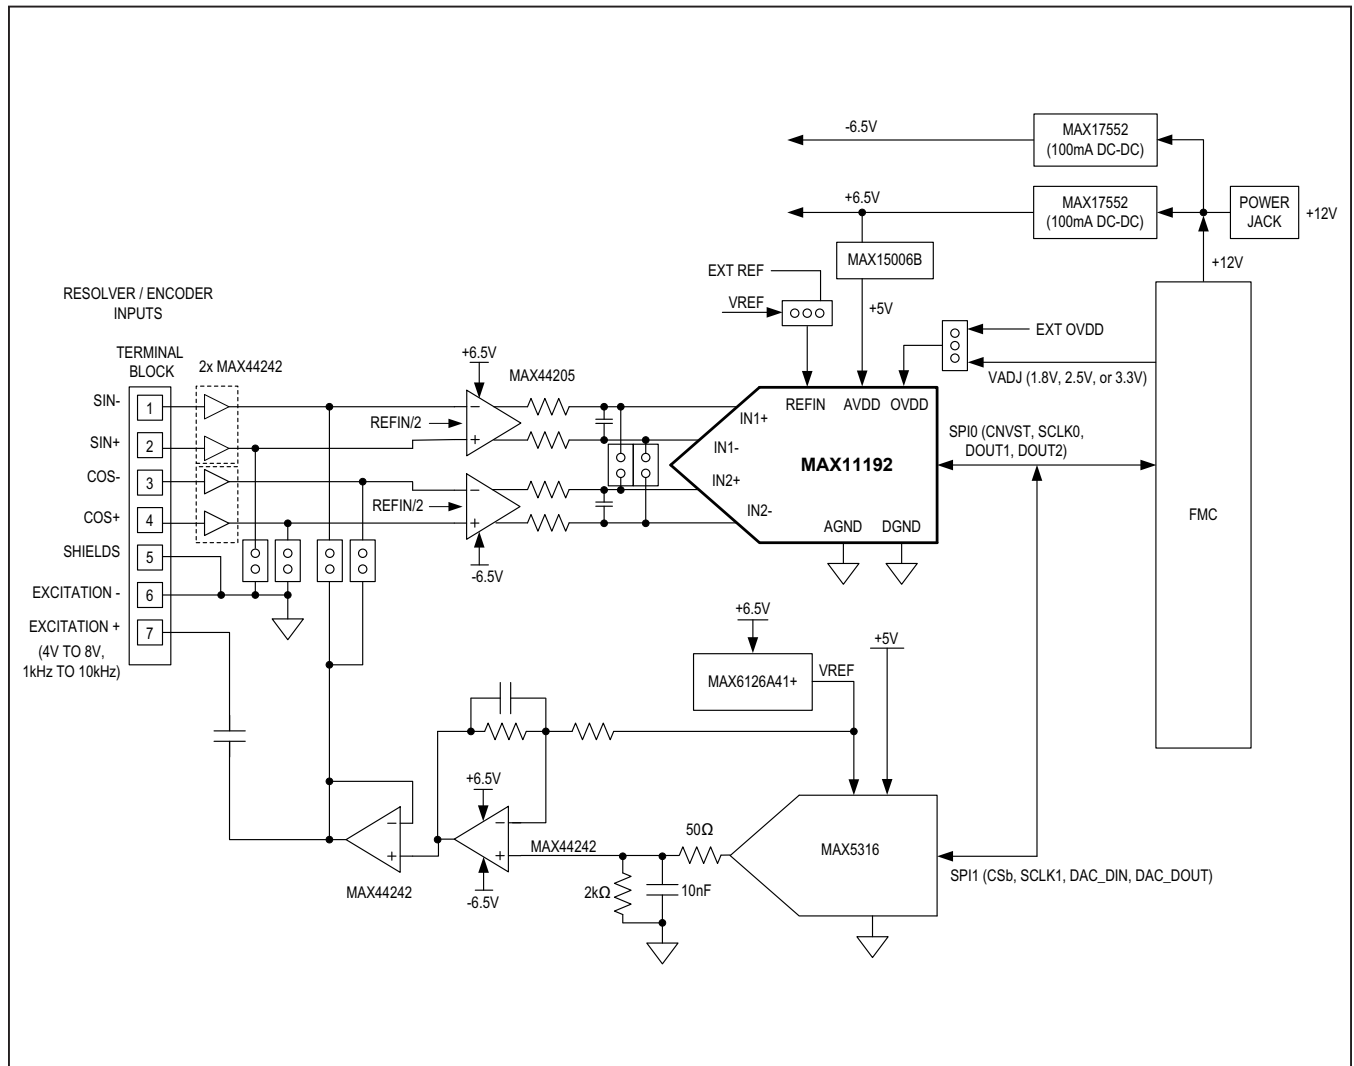 -6.5V
MAX17552
(100mA DC-DC)
+6.5V
MAX17552
(100mA DC-DC)
POWER
JACK
+12V
MAX15006B
+12V
EXT REF
VREF
+5V
RESOLVER / ENCODER
INPUTS
EXT OVDD
VADJ (1.8V, 2.5V, or 3.3V)
TERMINAL
BLOCK
2x MAX44242
+6.5V
MAX44205
SIN-
1
REFIN/2
REFIN
AVDD
OVDD
IN1+
SPI0 (CNVST, SCLK0,
DOUT1, DOUT2)
SIN+
2
IN1-
MAX11192
COS-
3
IN2+
REFIN/2
COS+
4
IN2-
FMC
AGND
DGND
SHIELDS
5
-6.5V
EXCITATION -
6
EXCITATION +
7
(4V TO 8V,
1kHz TO 10kHz)
+6.5V
+5V
MAX6126A41+
VREF
+6.5V
-
+
-
+
MAX44242
-6.5V
MAX44242
50Ω
2kΩ
10nF
MAX5316
SPI1 (CSb, SCLK1, DAC_DIN, DAC_DOUT)